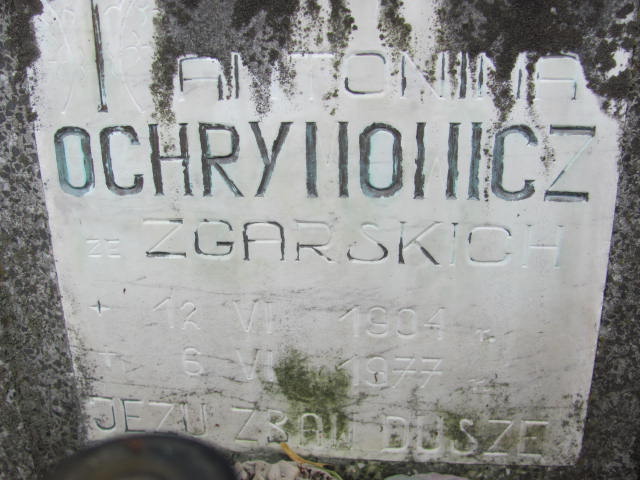 ANTONINA
OCHRYMOWICZ
ZE ZGARSKICH
* 12 VI 1904 r.
+ 6 VI 1977 r.
JEZU ZBAW DUSZE